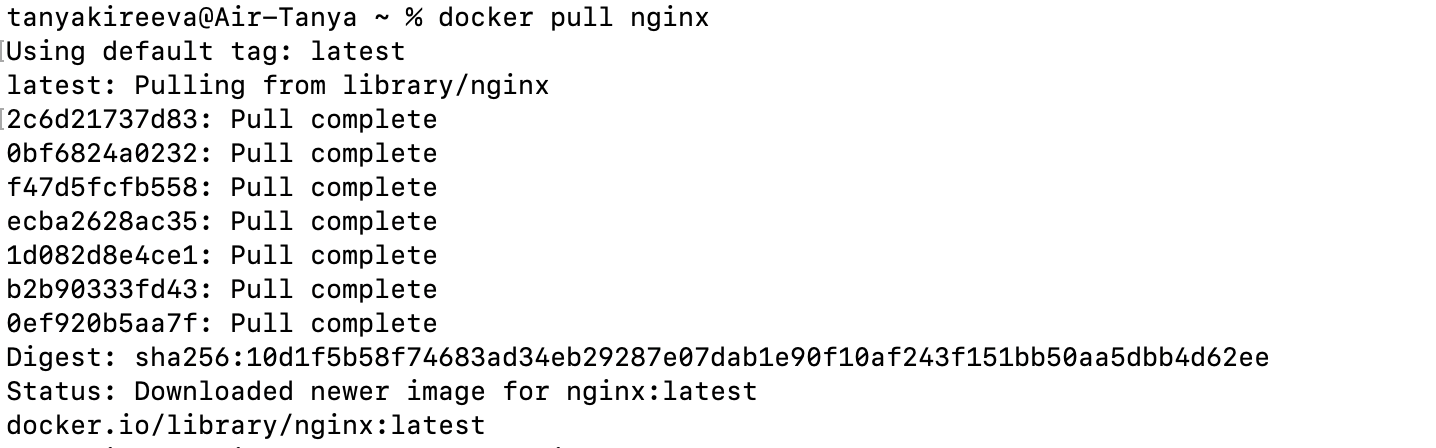 tanyakireeva@Air-Tanya ~ % docker pull nginx
[Using default tag: latest
latest: Pulling from library/nginx
[2c6d21737d83: Pull complete
0bf6824a0232: Pull complete
f47d5fcfb558: Pull complete
ecba2628ac35: Pull complete
1d082d8e4ce1: Pull complete
b2b90333fd43: Pull complete
0ef920b5aa7f: Pull complete
Digest: sha256:10d1f5b58f74683ad34eb29287e07dab1e90f10af243f151bb50aa5dbb4d62ee
Status: Downloaded newer image for nginx:latest
docker.io/library/nginx:latest